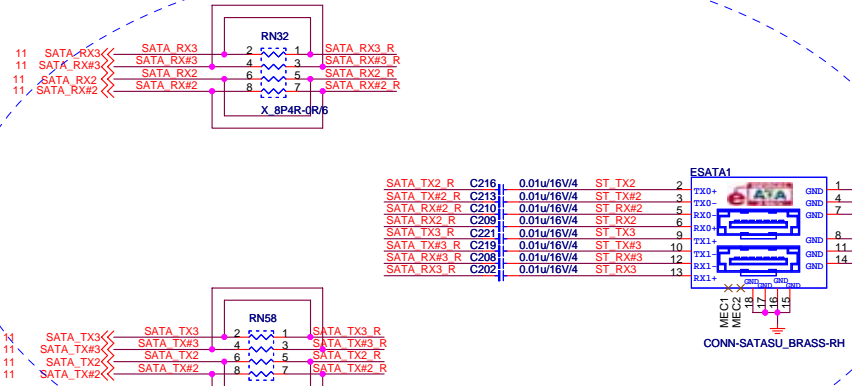 RN32
11 SATA_RX3 SATA_RX3 2 1 SATA_RX3_R
11 SATA_RX#3 SATA_RX#3 4 3 SATA_RX#3_R
11 SATA_RX2 SATA_RX2 6 5 SATA_RX2_R
11 SATA_RX#2 SATA_RX#2 8 7 SATA_RX#2_R
X_8P4R-0R/6
ESATA1
SATA_TX2_R C216 0.01u/16V/4 ST_TX2 2 TX0+ GND 1
SATA_TX#2_R C213 0.01u/16V/4 ST_TX#2 3 TX0- GND 4
SATA_RX#2_R C210 0.01u/16V/4 ST_RX#2 5 RX0- GND 7
SATA_RX2_R C209 0.01u/16V/4 ST_RX2 6 RX0+
SATA_TX3_R C221 0.01u/16V/4 ST_TX3 9 TX1+ GND 8
SATA_TX#3_R C219 0.01u/16V/4 ST_TX#3 10 TX1- GND 11
SATA_RX#3_R C208 0.01u/16V/4 ST_RX#3 12 RX1- GND 14
SATA_RX3_R C202 0.01u/16V/4 ST_RX3 13 RX1+
GND GND GND GND
MEC1 MEC2 18 17 16 15
CONN-SATASU_BRASS-RH
RN58
11 SATA_TX3 SATA_TX3 2 1 SATA_TX3_R
11 SATA_TX#3 SATA_TX#3 4 3 SATA_TX#3_R
11 SATA_TX2 SATA_TX2 6 5 SATA_TX2_R
11 SATA_TX#2 SATA_TX#2 8 7 SATA_TX#2_R